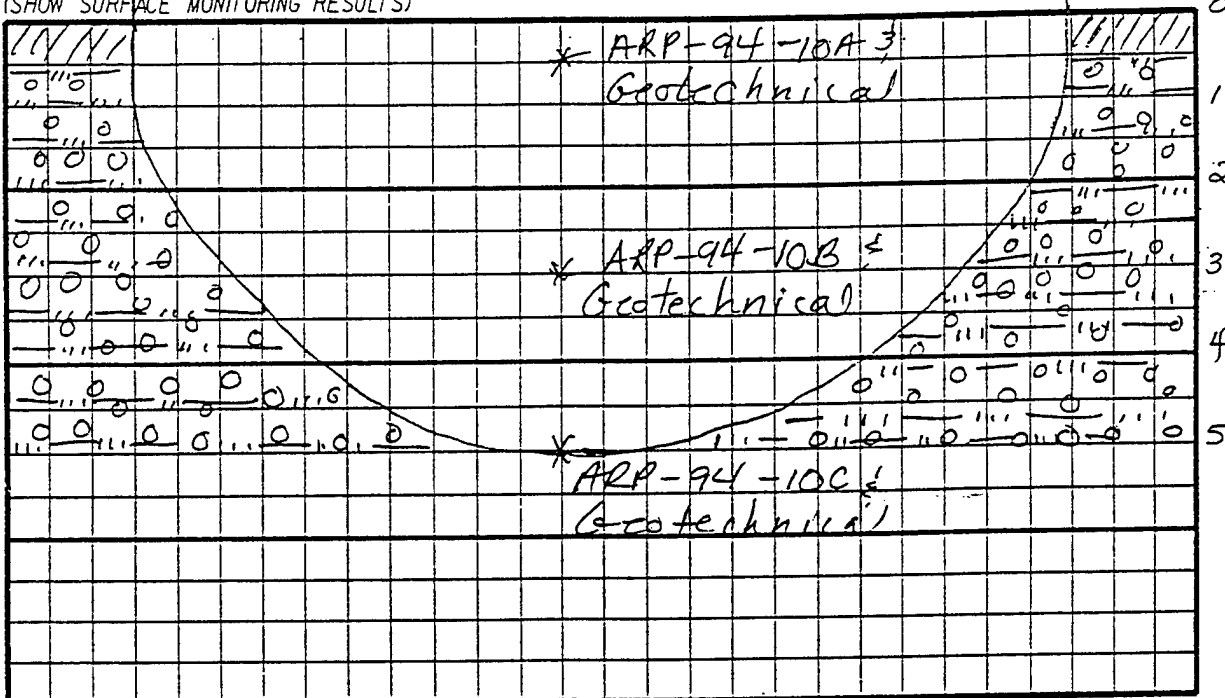 (SHOW SURFACE MONITORING RESULTS)
ARP-94-10A &
Geotechnical
1
2
ARP-94-10B &
Geotechnical
3
4
5
ARP-94-10C &
Geotechnical